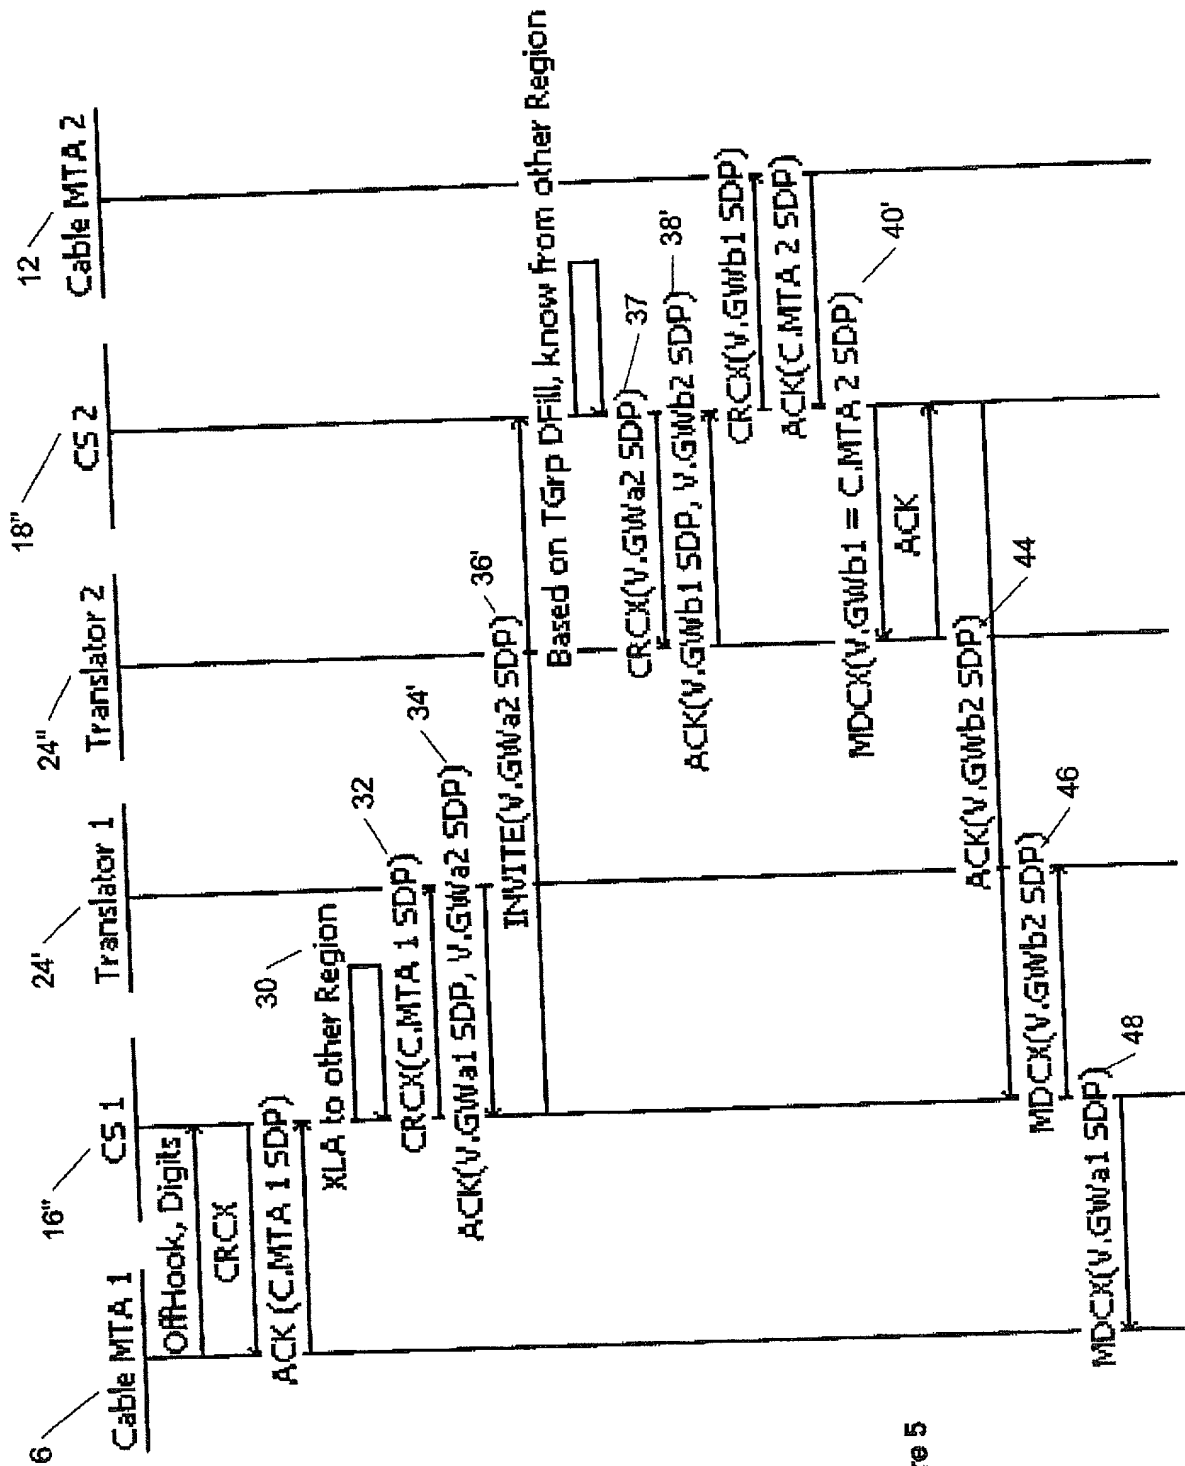 6
Cable MTA 1
16"
CS 1
24'
Translator 1
24"
Translator 2
18"
CS 2
12
Cable MTA 2
OffHook, Digits
CRCX
ACK (C.MTA 1 SDP)
30
XLA to other Region
CRCX(C.MTA 1 SDP)
32
ACK(V.GWa1 SDP, V.GWa2 SDP)
34'
INVITE(V.GWa2 SDP)
36'
Based on TGrp DFill, know from other Region
CRCX(V.GWa2 SDP)
37
ACK(V.GWb1 SDP, V.GWb2 SDP)
38'
CRCX(V.GWb1 SDP)
ACK(C.MTA 2 SDP)
MDCX(V.GWb1 = C.MTA 2 SDP)
40'
ACK
ACK(V.GWb2 SDP)
44
MDCX(V.GWb2 SDP)
46
MDCX(V.GWa1 SDP)
48
re 5